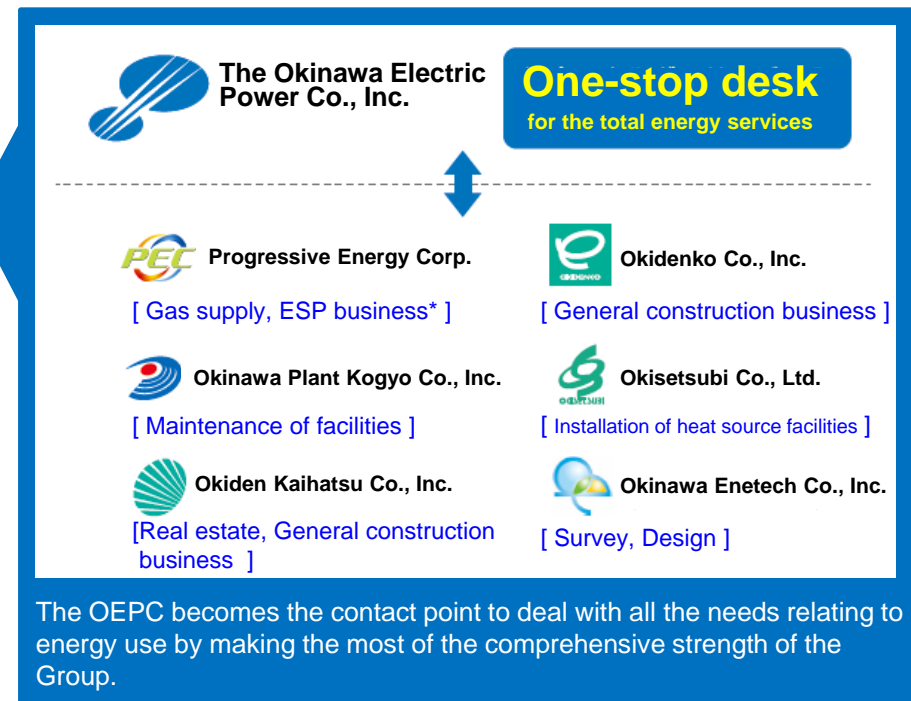 The Okinawa Electric
Power Co., Inc.
One-stop desk
for the total energy services
PEC
Progressive Energy Corp.
[ Gas supply, ESP business* ]
OKIDENKO
Okidenko Co., Inc.
[ General construction business ]
Okinawa Plant Kogyo Co., Inc.
[ Maintenance of facilities ]
OKISETSUBI
Okisetsubi Co., Ltd.
[ Installation of heat source facilities ]
Okiden Kaihatsu Co., Inc.
[Real estate, General construction
business ]
Okinawa Enetech Co., Inc.
[ Survey, Design ]
The OEPC becomes the contact point to deal with all the needs relating to
energy use by making the most of the comprehensive strength of the
Group.